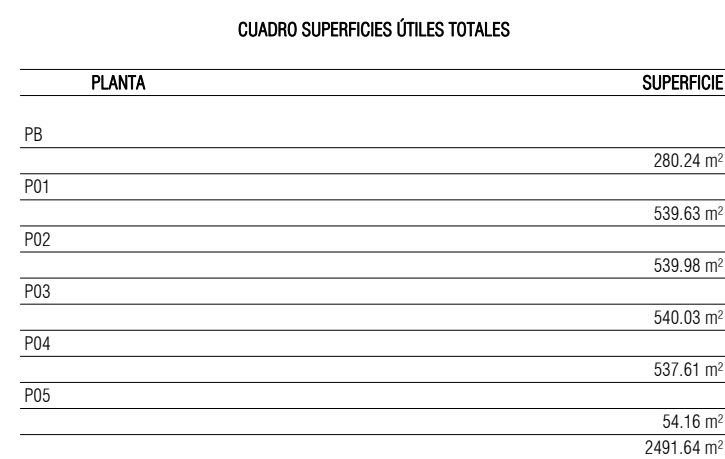 CUADRO SUPERFICIES ÚTILES TOTALES
PLANTA SUPERFICIE
PB
280.24 m²
P01
539.63 m²
P02
539.98 m²
P03
540.03 m²
P04
537.61 m²
P05
54.16 m²
2491.64 m²